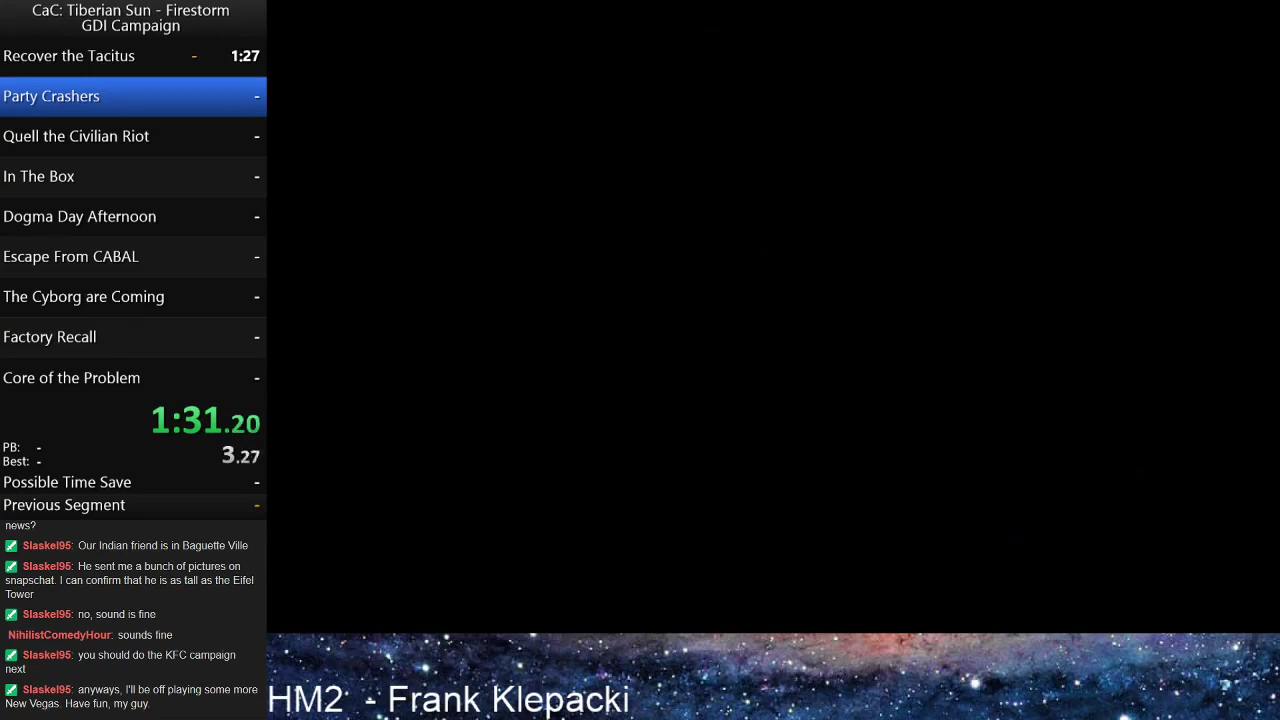 CaC: Tiberian Sun - Firestorm
GDI Campaign
Recover the Tacitus - 1:27
Party Crashers -
Quell the Civilian Riot -
In The Box -
Dogma Day Afternoon -
Escape From CABAL -
The Cyborg are Coming -
Factory Recall -
Core of the Problem -
1:31.20
PB: -
3.27
Best: -
Possible Time Save -
Previous Segment -
news?
Slaskel95: Our Indian friend is in Baguette Ville
Slaskel95: He sent me a bunch of pictures on
snapschat. I can confirm that he is as tall as the Eifel
Tower
Slaskel95: no, sound is fine
NihilistComedyHour: sounds fine
Slaskel95: you should do the KFC campaign
next
Slaskel95: anyways, I'll be off playing some more
New Vegas. Have fun, my guy.
HM2 - Frank Klepacki